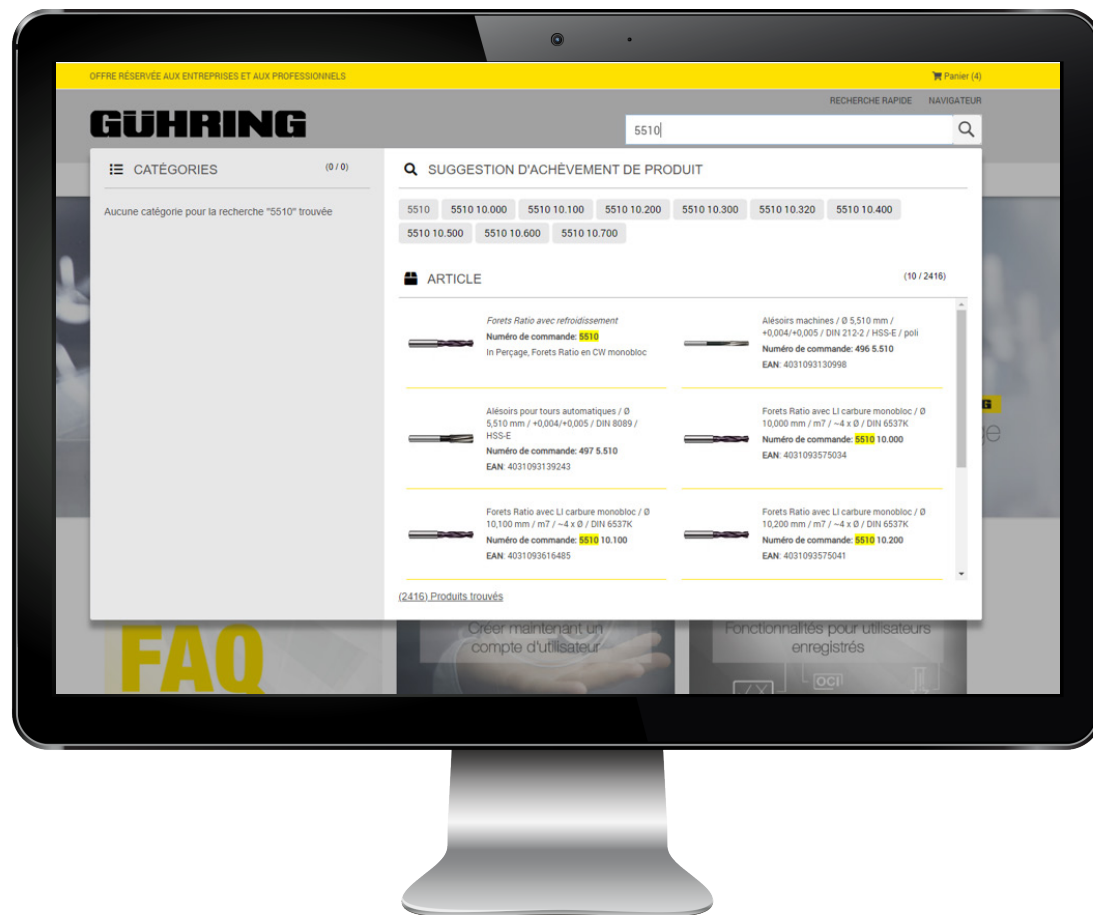 OFFRE RÉSERVÉE AUX ENTREPRISES ET AUX PROFESSIONNELS
Panier (4)
RECHERCHE RAPIDE NAVIGATEUR
GÜHRING
5510
CATÉGORIES (0 / 0)
Aucune catégorie pour la recherche "5510" trouvée
SUGGESTION D'ACHÈVEMENT DE PRODUIT
5510 5510 10.000 5510 10.100 5510 10.200 5510 10.300 5510 10.320 5510 10.400
5510 10.500 5510 10.600 5510 10.700
ARTICLE (10 / 2416)
Forets Ratio avec refroidissement
Numéro de commande: 5510
In Perçage, Forets Ratio en CW monobloc
Alésoirs machines / Ø 5,510 mm /
+0,004/+0,005 / DIN 212-2 / HSS-E / poli
Numéro de commande: 496 5.510
EAN: 4031093130998
Alésoirs pour tours automatiques / Ø
5,510 mm / +0,004/+0,005 / DIN 8089 /
HSS-E
Numéro de commande: 497 5.510
EAN: 4031093139243
Forets Ratio avec LI carbure monobloc / Ø
10,000 mm / m7 / ~4 x Ø / DIN 6537K
Numéro de commande: 5510 10.000
EAN: 4031093575034
Forets Ratio avec LI carbure monobloc / Ø
10,100 mm / m7 / ~4 x Ø / DIN 6537K
Numéro de commande: 5510 10.100
EAN: 4031093616485
Forets Ratio avec LI carbure monobloc / Ø
10,200 mm / m7 / ~4 x Ø / DIN 6537K
Numéro de commande: 5510 10.200
EAN: 4031093575041
(2416) Produits trouvés
FAQ
Créer maintenant un
compte d'utilisateur
Fonctionnalités pour utilisateurs
enregistrés
OCI